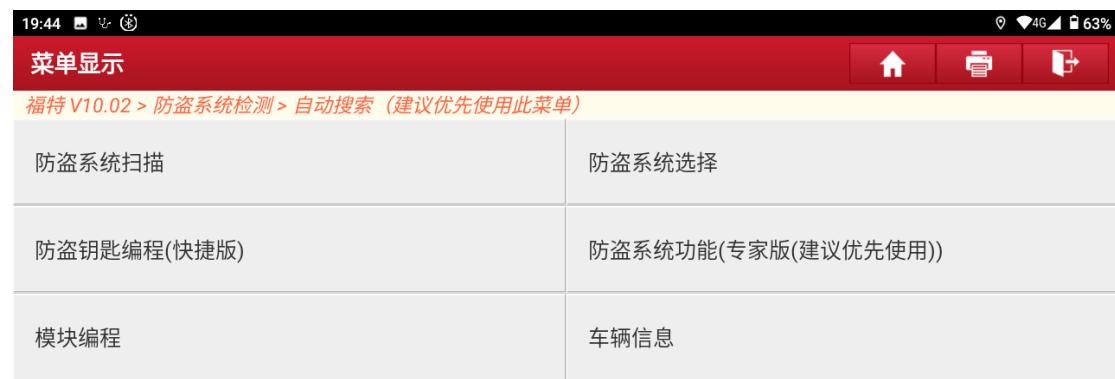 19:44 4G 63%
菜单显示
福特 V10.02 > 防盗系统检测 > 自动搜索（建议优先使用此菜单）
防盗系统扫描 防盗系统选择
防盗钥匙编程(快捷版) 防盗系统功能(专家版(建议优先使用))
模块编程 车辆信息